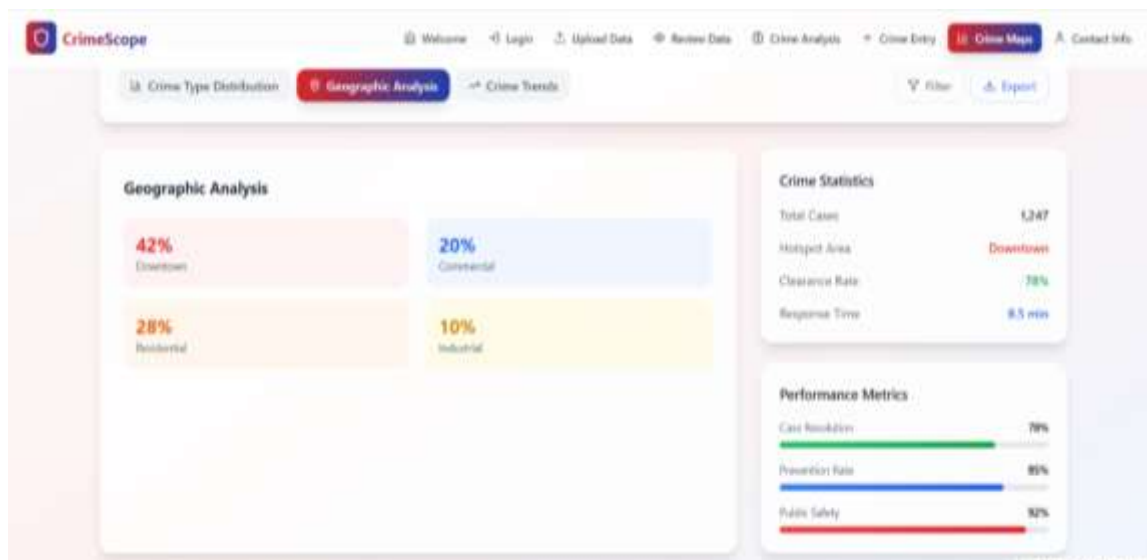 CrimeScope
Welcome
Login
Upload Data
Review Data
Crime Analysis
Crime Entry
Crime Maps
Contact Info
Crime Type Distribution
Geographic Analysis
Crime Trends
Filter
Export
Geographic Analysis
42%
Downtown
20%
Commercial
28%
Residential
10%
Industrial
Crime Statistics
Total Cases 1,247
Hotspot Area Downtown
Clearance Rate 78%
Response Time 8.5 min
Performance Metrics
Case Resolution 78%
Prevention Rate 85%
Public Safety 92%